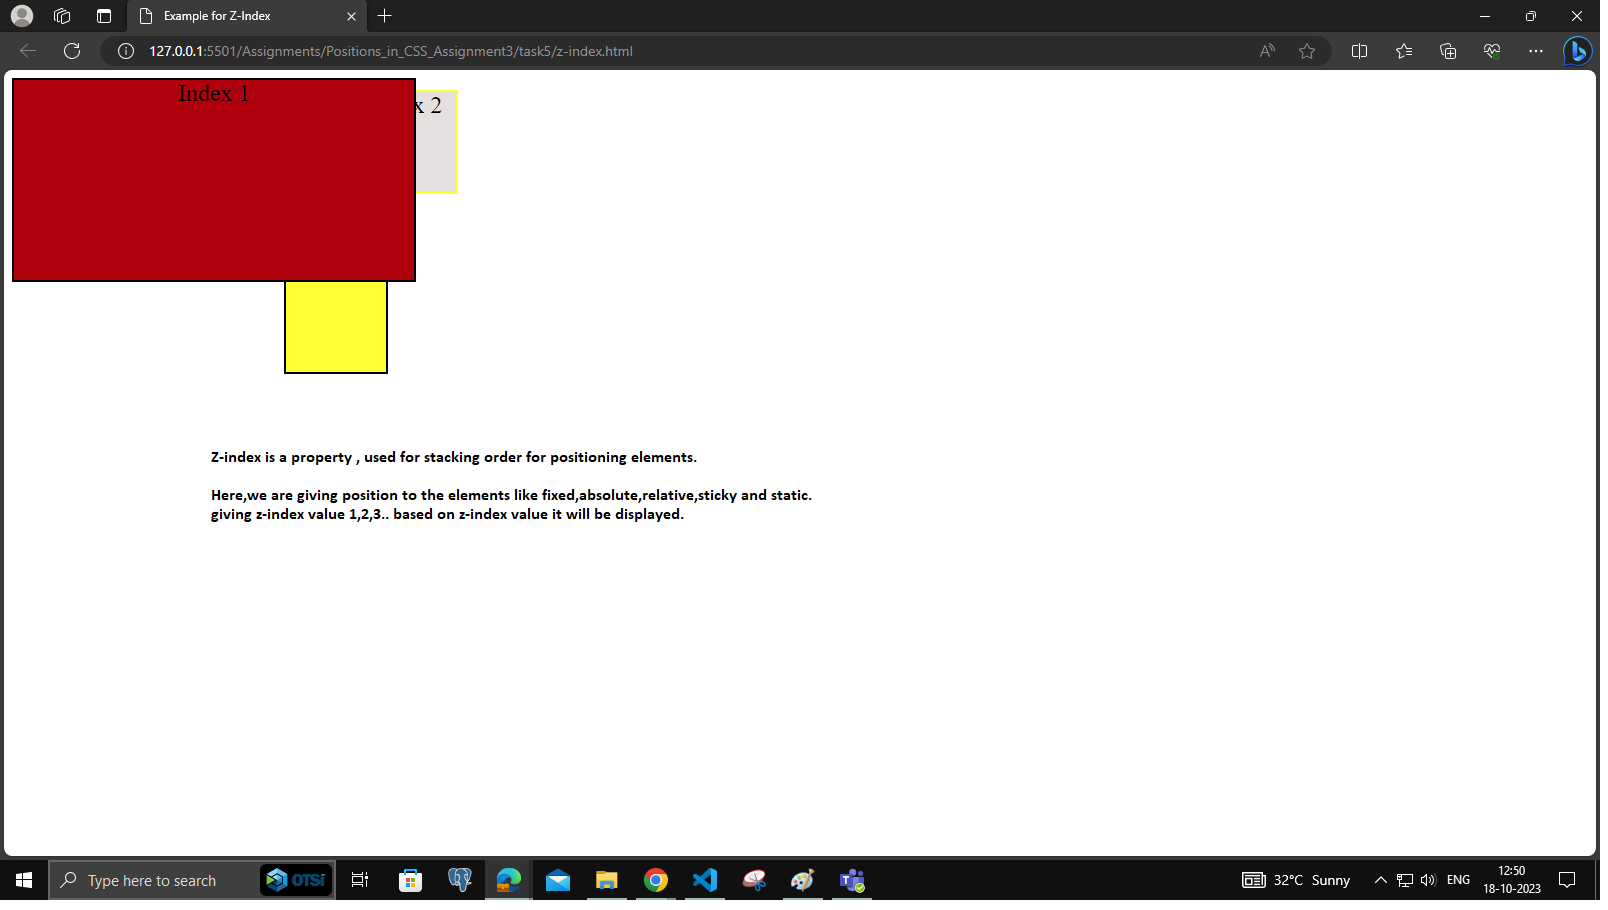 Example for Z-Index
127.0.0.1:5501/Assignments/Positions_in_CSS_Assignment3/task5/z-index.html
Index 1
x 2
Z-index is a property , used for stacking order for positioning elements.
Here,we are giving position to the elements like fixed,absolute,relative,sticky and static.
giving z-index value 1,2,3.. based on z-index value it will be displayed.
Type here to search
OTSi
32°C Sunny
ENG
12:50
18-10-2023